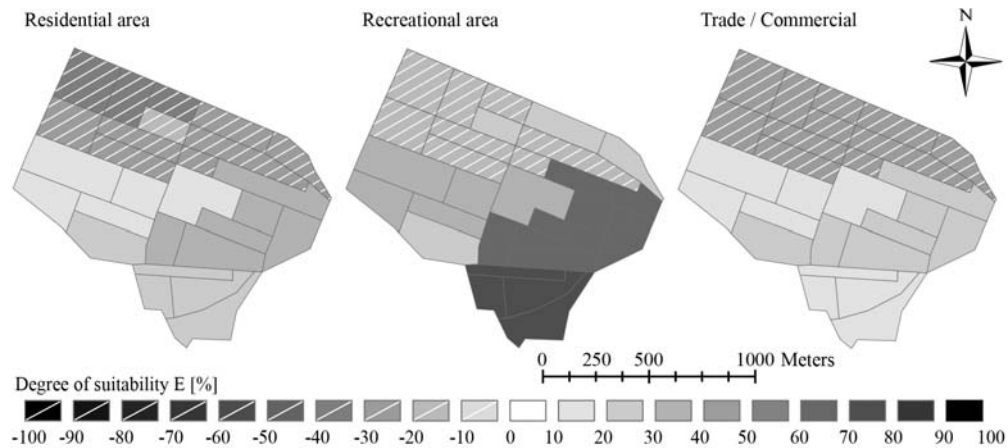 Residential area
Recreational area
Trade / Commercial
N
0 250 500 1000 Meters
Degree of suitability E [%]
-100 -90 -80 -70 -60 -50 -40 -30 -20 -10 0 10 20 30 40 50 60 70 80 90 100